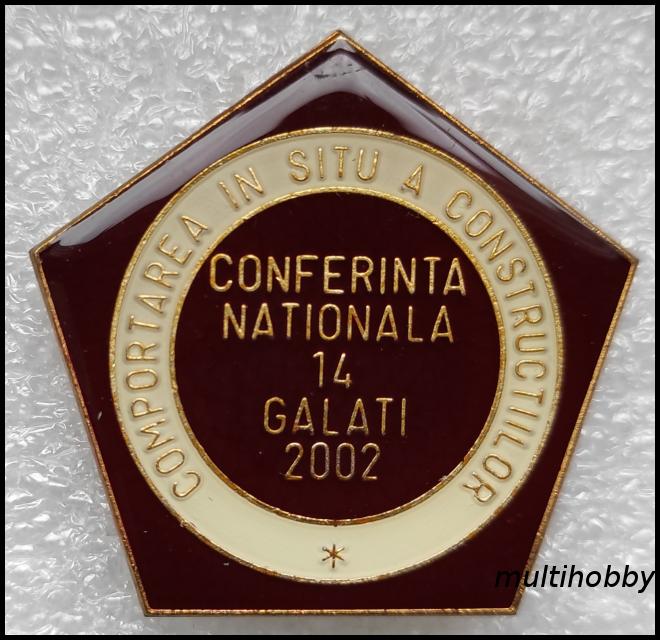 COMPORTAREA IN SITU A CONSTRUCTIILOR
CONFERINTA
NATIONALA
14
GALATI
2002
*
multihobby